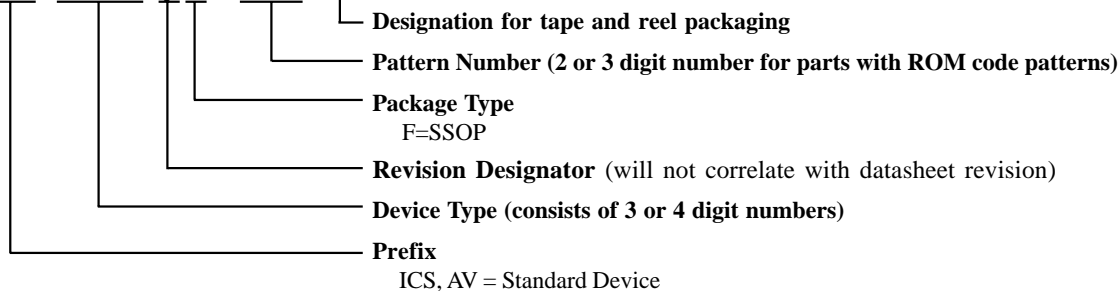 Designation for tape and reel packaging
Pattern Number (2 or 3 digit number for parts with ROM code patterns)
Package Type
F=SSOP
Revision Designator (will not correlate with datasheet revision)
Device Type (consists of 3 or 4 digit numbers)
Prefix
ICS, AV = Standard Device